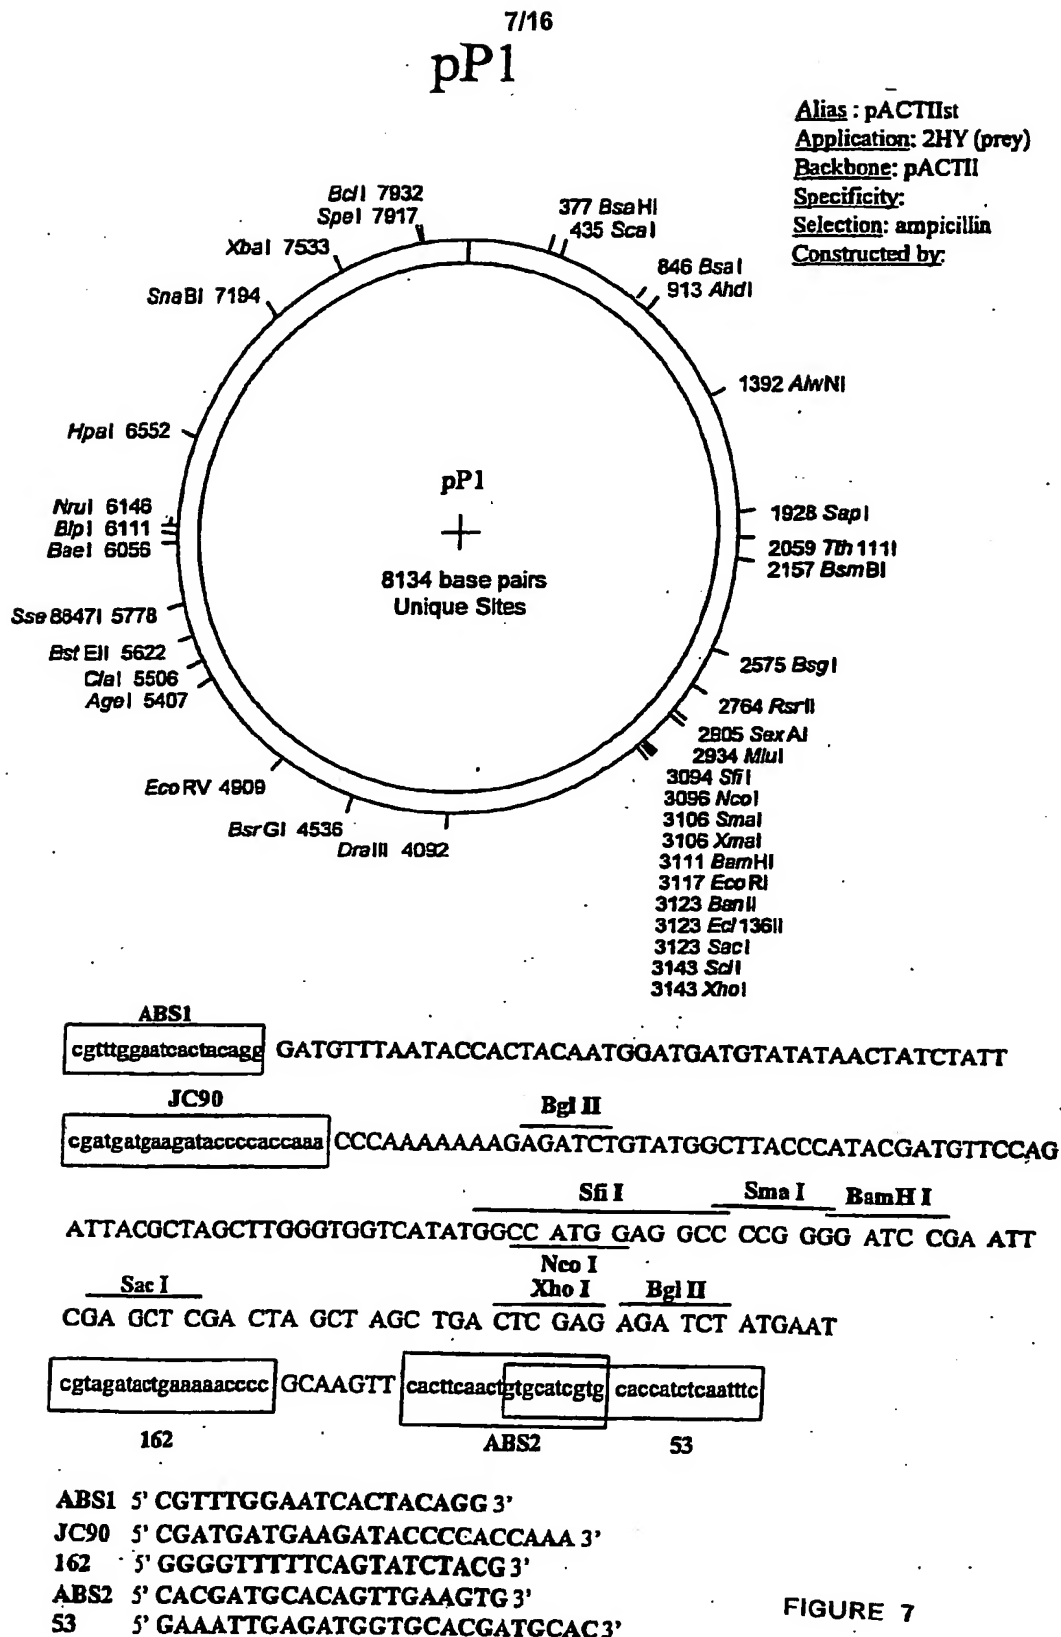 7/16
pP1
Alias : pACTIIst
Application: 2HY (prey)
Backbone: pACTII
Specificity:
Selection: ampicillin
Constructed by:
BclI 7932
SpeI 7917
XbaI 7533
SnaBI 7194
HpaI 6552
NruI 6146
BlpI 6111
BaeI 6056
Sse8647I 5778
BstEII 5622
ClaI 5506
AgeI 5407
EcoRV 4909
BsrGI 4536
DraIII 4092
377 BsaHI
435 ScaI
846 BsaI
913 AhdI
1392 AlwNI
1928 SapI
2059 Tth111I
2157 BsmBI
2575 BsgI
2764 RsrII
2805 SexAI
2934 MluI
3094 SfiI
3096 NcoI
3106 SmaI
3106 XmaI
3111 BamHI
3117 EcoRI
3123 BanII
3123 Ecl136II
3123 SacI
3143 SciI
3143 XhoI
pP1
8134 base pairs
Unique Sites
ABS1
cgtttggaatcactacagg GATGTTTAATACCACTACAATGGATGATGTATATAACTATCTATT
JC90
Bgl II
cgatgatgaagataccccaccaaa CCCAAAAAAAGAGATCTGTATGGCTTACCCATACGATGTTCCAG
Sfi I Sma I BamH I
ATTACGCTAGCTTGGGTGGTCATATGGCC ATG GAG GCC CCG GGG ATC CGA ATT
Nco I
Sac I Xho I Bgl II
CGA GCT CGA CTA GCT AGC TGA CTC GAG AGA TCT ATGAAT
cgtagatactgaaaaacccc GCAAGTT cacttcaactgtgcatcgtg caccatctcaatttc
162 ABS2 53
ABS1 5' CGTTTGGAATCACTACAGG 3'
JC90 5' CGATGATGAAGATACCCCACCAAA 3'
162 5' GGGGTTTTTCAGTATCTACG 3'
ABS2 5' CACGATGCACAGTTGAAGTG 3'
53 5' GAAATTGAGATGGTGCACGATGCAC 3'
FIGURE 7